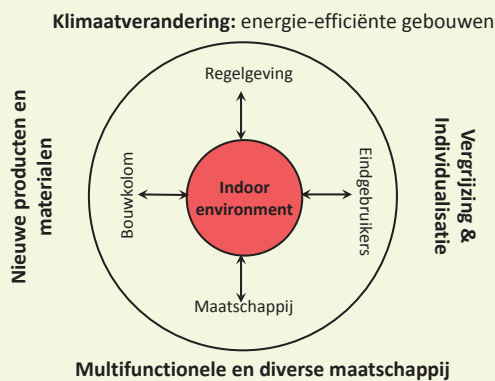 Klimaatverandering: energie-efficiënte gebouwen
Regelgeving
Nieuwe producten en
materialen
Bouwkolom
Indoor
environment
Eindgebruikers
Vergrijzing &
Individualisatie
Maatschappij
Multifunctionele en diverse maatschappij